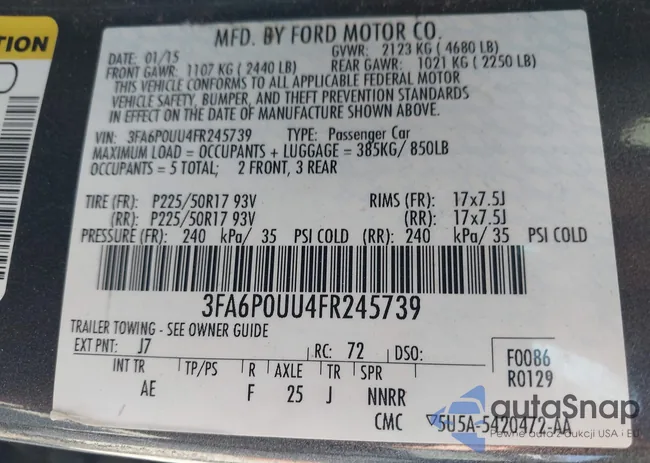 TION
MFD. BY FORD MOTOR CO.
DATE: 01/15 GVWR: 2123 KG ( 4680 LB)
FRONT GAWR: 1107 KG ( 2440 LB) REAR GAWR: 1021 KG ( 2250 LB)
THIS VEHICLE CONFORMS TO ALL APPLICABLE FEDERAL MOTOR
VEHICLE SAFETY, BUMPER, AND THEFT PREVENTION STANDARDS
IN EFFECT ON THE DATE OF MANUFACTURE SHOWN ABOVE.
VIN: 3FA6P0UU4FR245739 TYPE: Passenger Car
MAXIMUM LOAD = OCCUPANTS + LUGGAGE = 385KG/ 850LB
OCCUPANTS = 5 TOTAL; 2 FRONT, 3 REAR
TIRE (FR): P225/50R17 93V RIMS (FR): 17x7.5J
(RR): P225/50R17 93V (RR): 17x7.5J
PRESSURE (FR): 240 kPa/ 35 PSI COLD (RR): 240 kPa/ 35 PSI COLD
3FA6P0UU4FR245739
TRAILER TOWING - SEE OWNER GUIDE
EXT PNT: J7 RC: 72 DSO:
F0086
R0129
INT TR TP/PS R AXLE TR SPR
AE F 25 J NNRR
CMC ▽5U5A-5420472-AA
autoSnap
Pewne auta z aukcji USA i EU